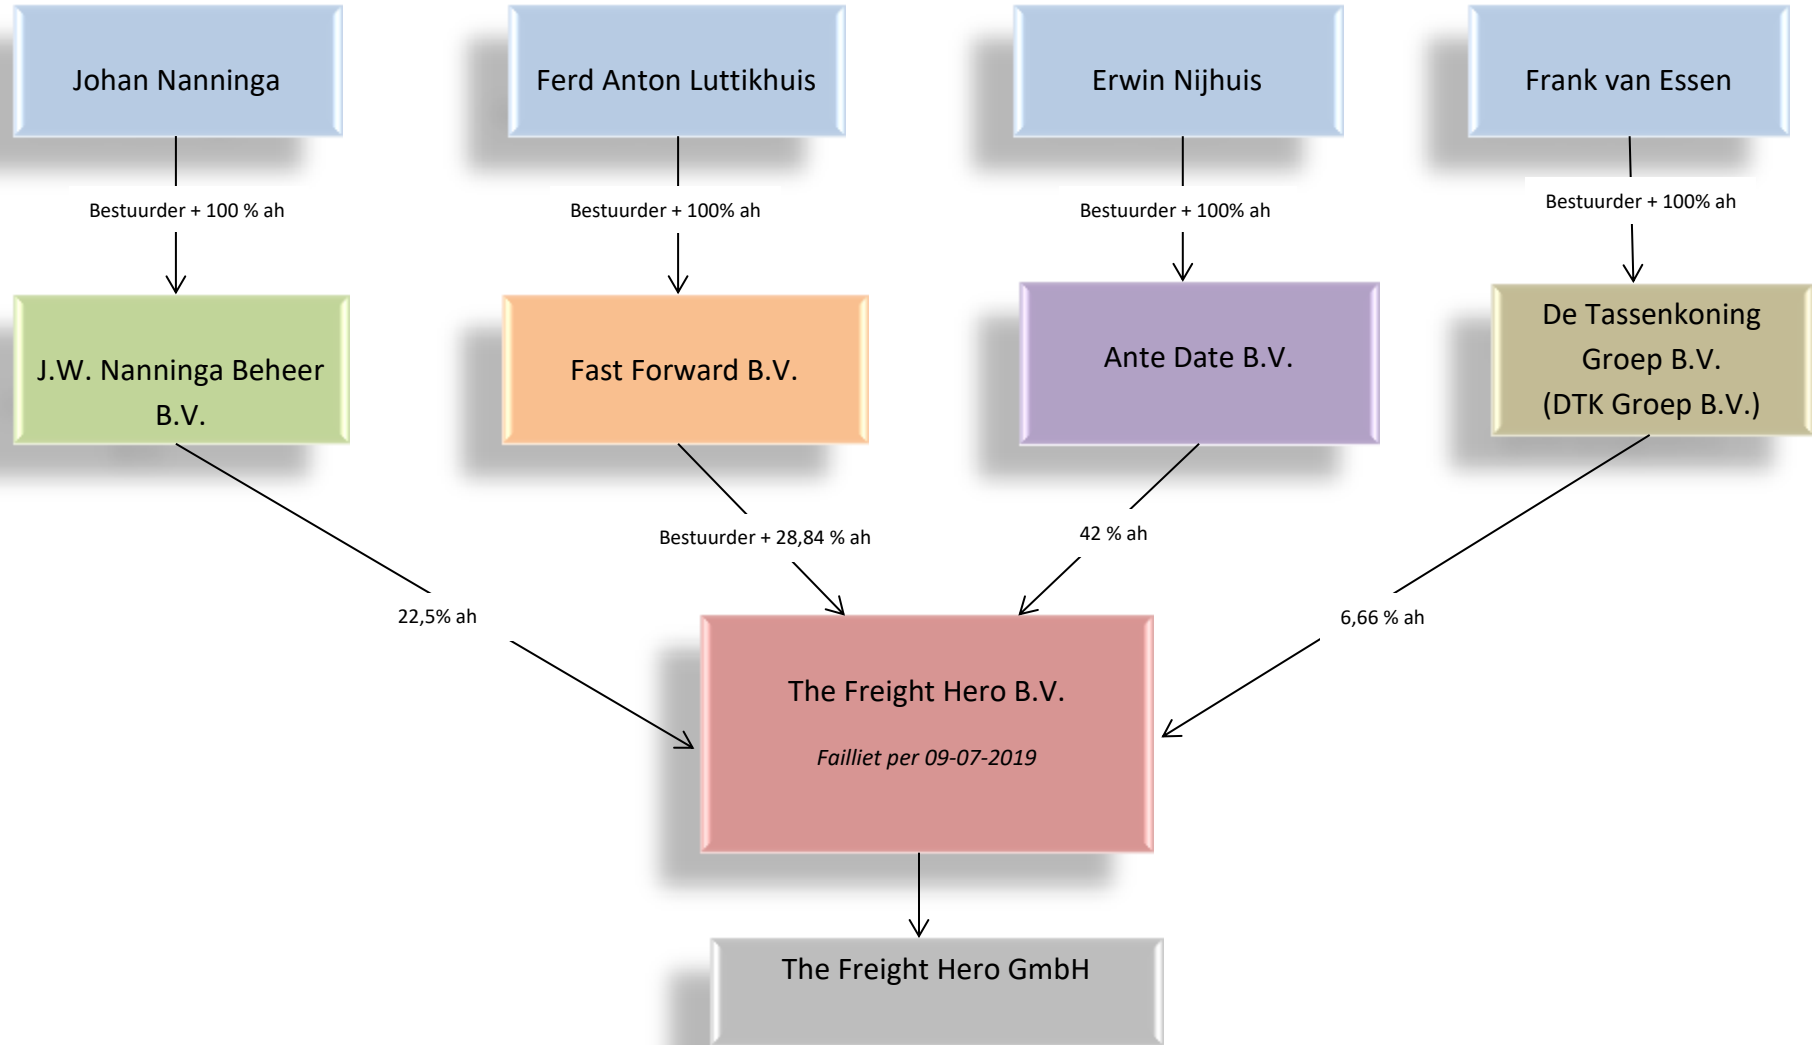 Johan Nanninga
Ferd Anton Luttikhuis
Erwin Nijhuis
Frank van Essen
Bestuurder + 100 % ah
Bestuurder + 100% ah
Bestuurder + 100% ah
Bestuurder + 100% ah
J.W. Nanninga Beheer
B.V.
Fast Forward B.V.
Ante Date B.V.
De Tassenkoning
Groep B.V.
(DTK Groep B.V.)
Bestuurder + 28,84 % ah
42 % ah
22,5% ah
6,66 % ah
The Freight Hero B.V.
Failliet per 09-07-2019
The Freight Hero GmbH